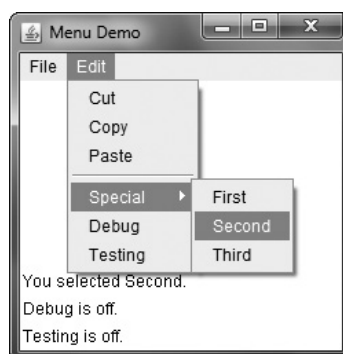 Menu Demo
File Edit
Cut
Copy
Paste
Special
First
Debug
Second
Testing
Third
You selected Second.
Debug is off.
Testing is off.